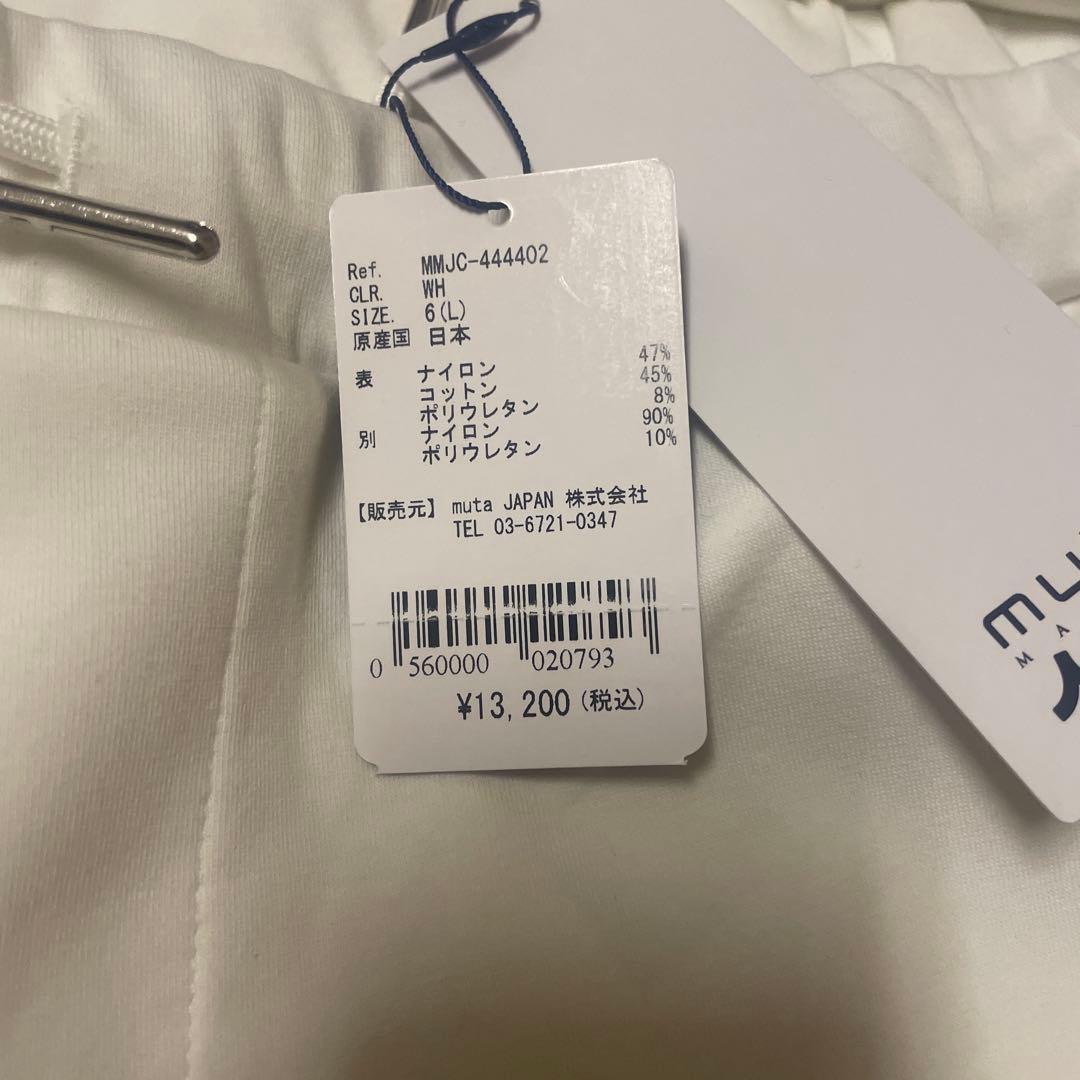 Ref. MMJC-444402
CLR. WH
SIZE. 6(L)
原産国 日本
表 ナイロン 47%
コットン 45%
ポリウレタン 8%
別 ナイロン 90%
ポリウレタン 10%
【販売元】 muta JAPAN 株式会社
TEL 03-6721-0347
0 560000 020793
¥13,200(税込)